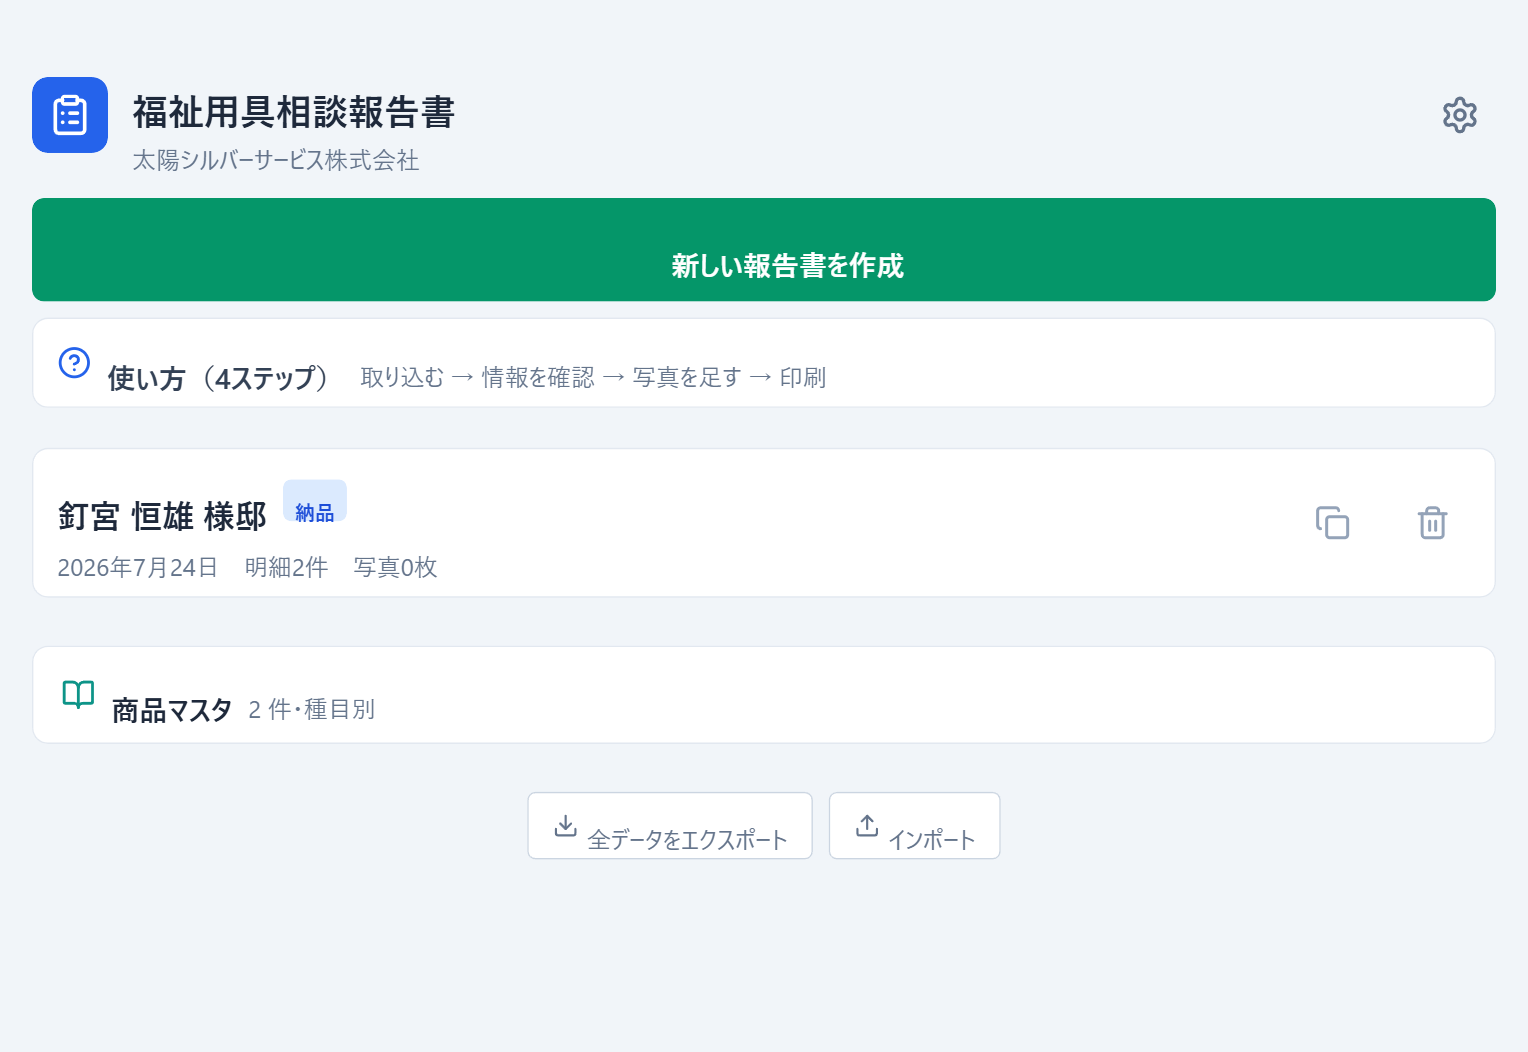 福祉用具相談報告書
太陽シルバーサービス株式会社
新しい報告書を作成
使い方（4ステップ） 取り込む → 情報を確認 → 写真を足す → 印刷
釘宮 恒雄 様邸 納品
2026年7月24日 明細2件 写真0枚
商品マスタ 2 件・種目別
全データをエクスポート インポート